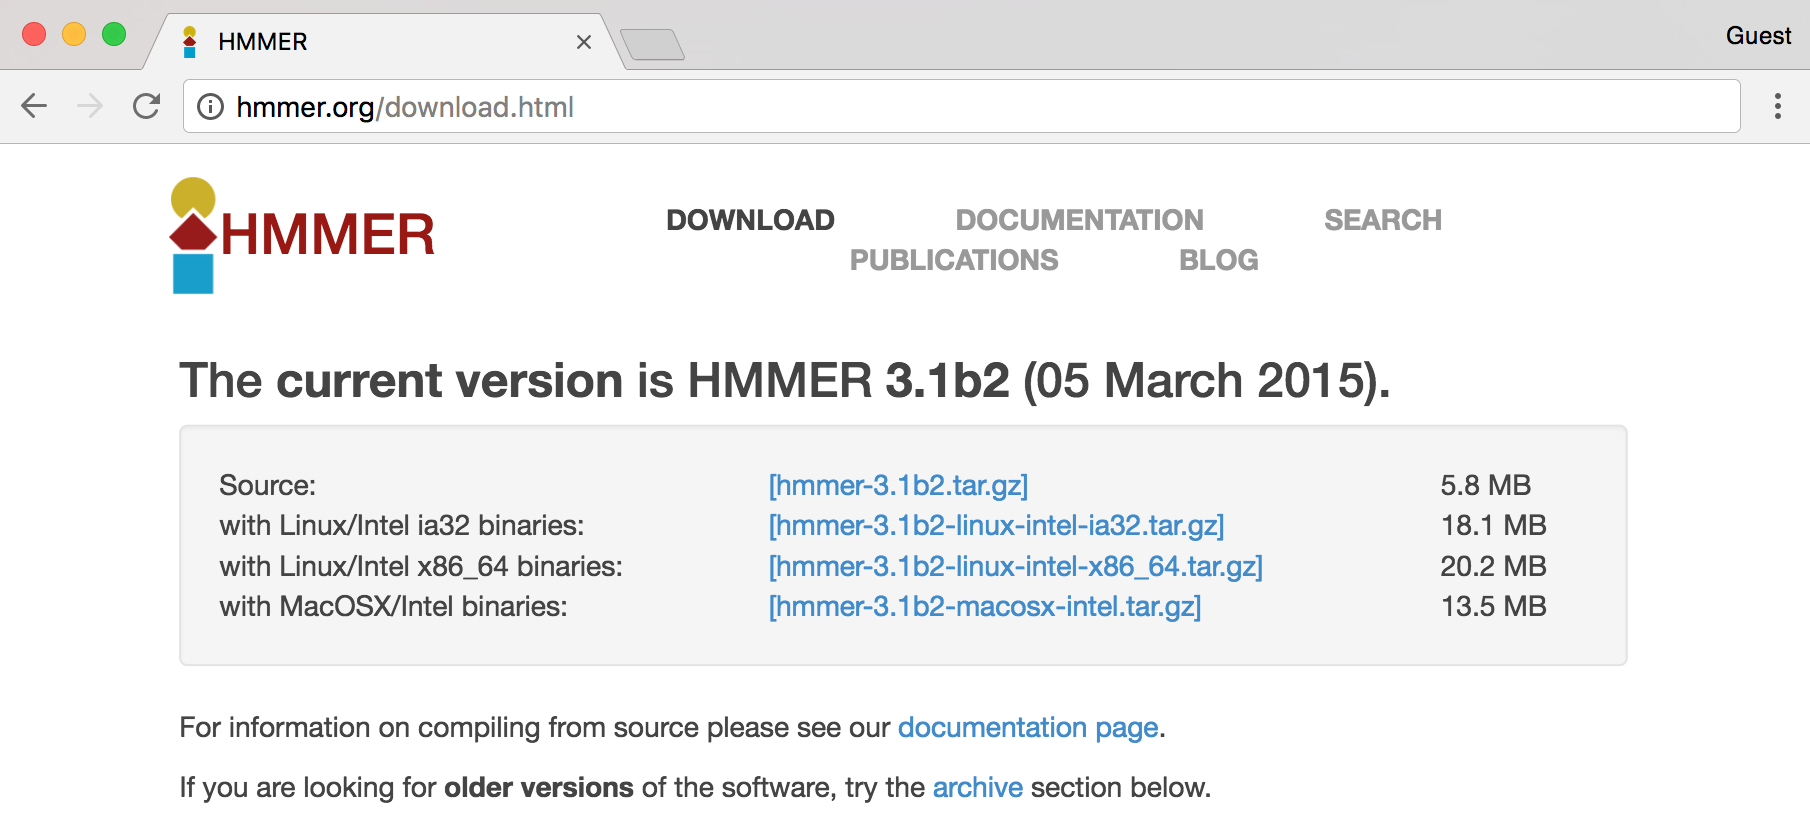 HMMER
Guest
hmmer.org/download.html
HMMER
DOWNLOAD DOCUMENTATION SEARCH
PUBLICATIONS BLOG
The current version is HMMER 3.1b2 (05 March 2015).
Source: [hmmer-3.1b2.tar.gz] 5.8 MB
with Linux/Intel ia32 binaries: [hmmer-3.1b2-linux-intel-ia32.tar.gz] 18.1 MB
with Linux/Intel x86_64 binaries: [hmmer-3.1b2-linux-intel-x86_64.tar.gz] 20.2 MB
with MacOSX/Intel binaries: [hmmer-3.1b2-macosx-intel.tar.gz] 13.5 MB
For information on compiling from source please see our documentation page.
If you are looking for older versions of the software, try the archive section below.